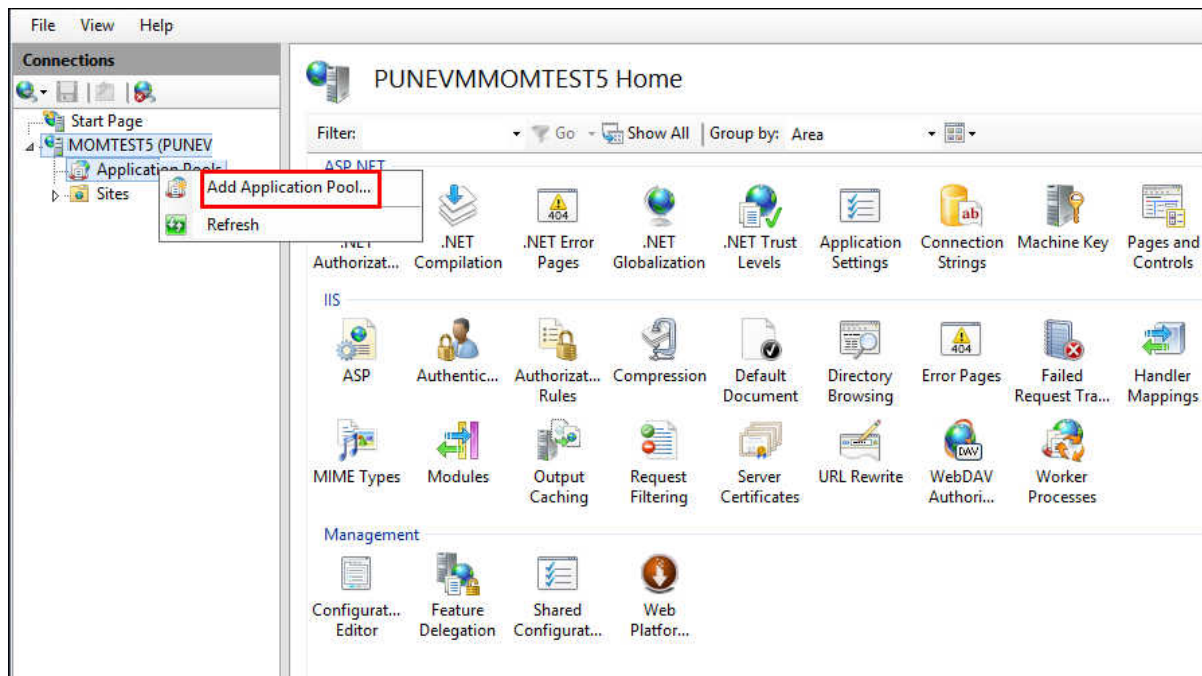 File View Help
Connections
PUNEVMMOMTEST5 Home
Start Page
MOMTEST5 (PUNEV
Application Pools
Sites
Add Application Pool...
Refresh
Filter: Go Show All Group by: Area
ASP.NET
.NET Authorizat...
.NET Compilation
.NET Error Pages
.NET Globalization
.NET Trust Levels
Application Settings
Connection Strings
Machine Key
Pages and Controls
404
ab
IIS
ASP
Authentic...
Authorizat... Rules
Compression
Default Document
Directory Browsing
Error Pages
404
Failed Request Tra...
Handler Mappings
MIME Types
Modules
Output Caching
Request Filtering
Server Certificates
URL Rewrite
WebDAV Authori...
DAV
Worker Processes
Management
Configurat... Editor
Feature Delegation
Shared Configurat...
Web Platfor...